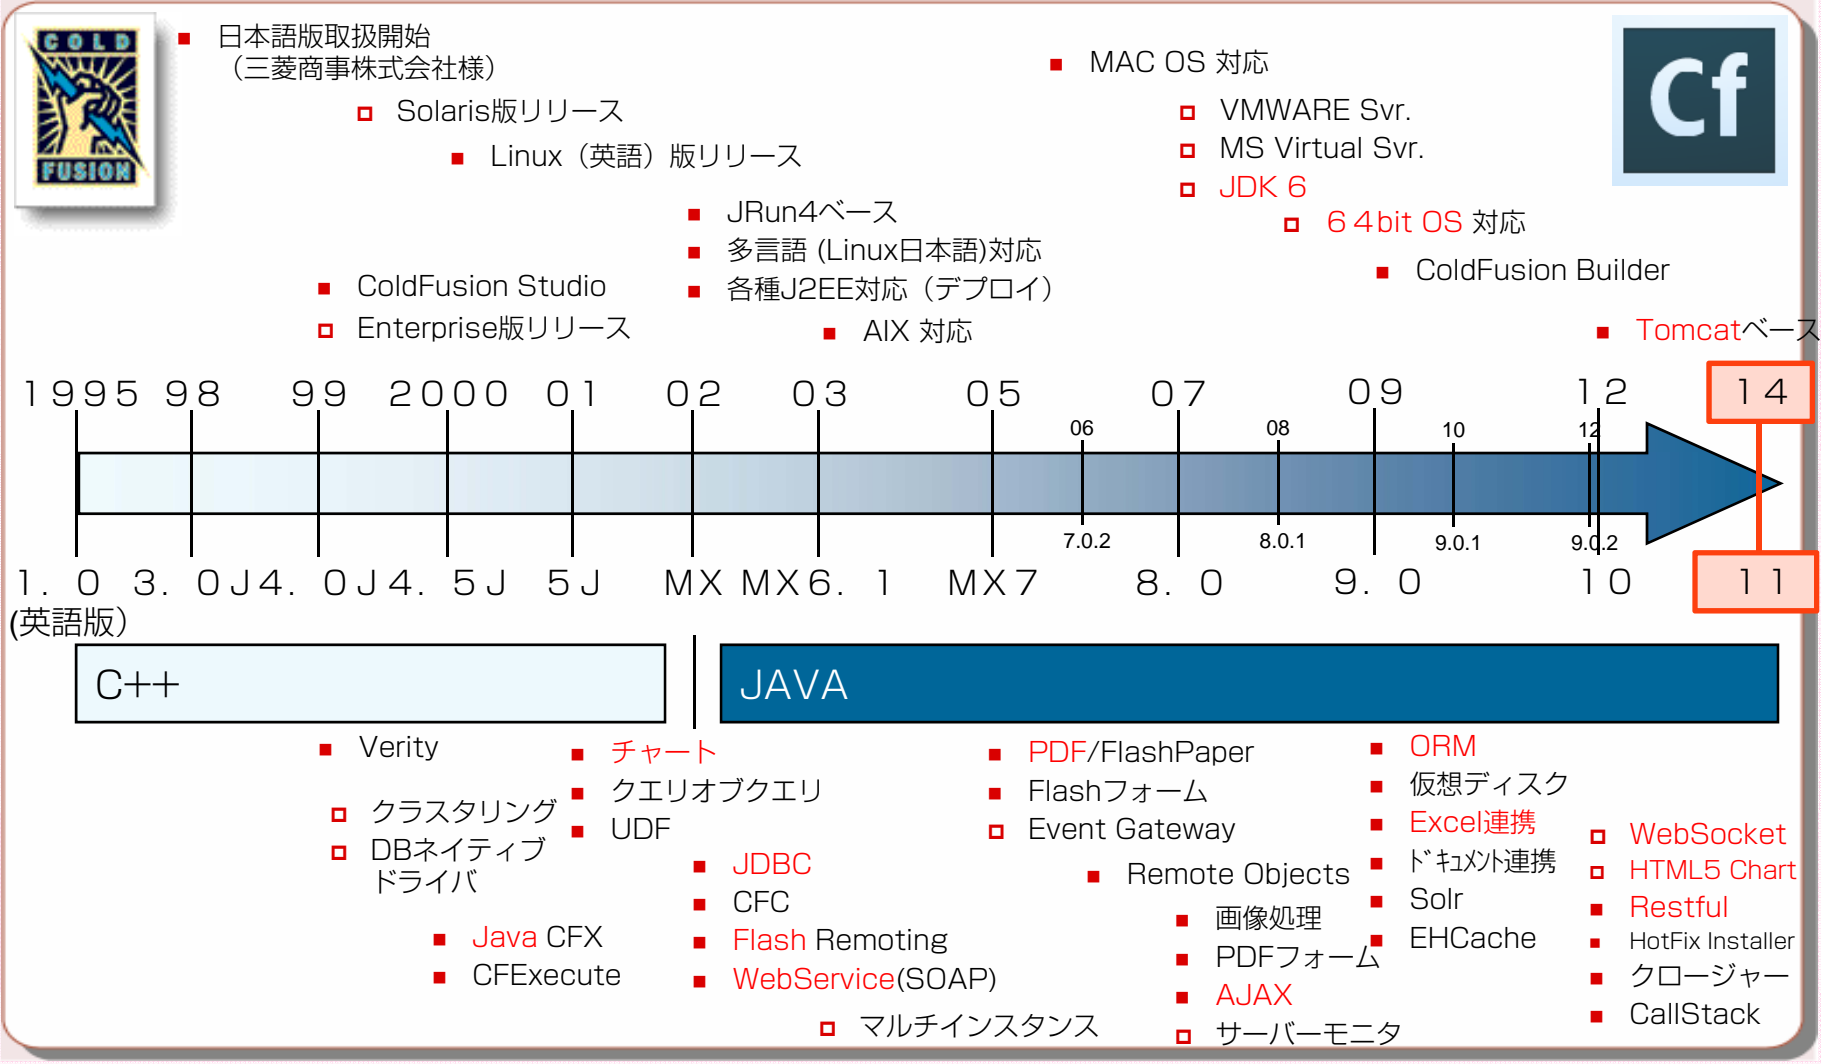 COLD
FUSION
日本語版取扱開始
（三菱商事株式会社様）
Solaris版リリース
Linux（英語）版リリース
MAC OS 対応
VMWARE Svr.
MS Virtual Svr.
JDK 6
６４bit OS 対応
ColdFusion Builder
Tomcatベース
Cf
JRun4ベース
多言語 (Linux日本語)対応
各種J2EE対応（デプロイ）
AIX 対応
ColdFusion Studio
Enterprise版リリース
１９９５ ９８ ９９ ２０００ ０１ ０２ ０３ ０５ ０７ ０９ １２ １４
06 08 10 12
7.0.2 8.0.1 9.0.1 9.0.2
１．０ ３．０Ｊ４．０Ｊ４．５Ｊ ５Ｊ ＭＸ ＭＸ６．１ ＭＸ７ ８．０ ９．０ １０ １１
(英語版）
C++
JAVA
Verity
クラスタリング
DBネイティブ
ドライバ
Java CFX
CFExecute
チャート
クエリオブクエリ
UDF
JDBC
CFC
Flash Remoting
WebService(SOAP)
マルチインスタンス
PDF/FlashPaper
Flashフォーム
Event Gateway
Remote Objects
画像処理
PDFフォーム
AJAX
サーバーモニタ
ORM
仮想ディスク
Excel連携
ﾄﾞｷｭﾒﾝﾄ連携
Solr
EHCache
WebSocket
HTML5 Chart
Restful
HotFix Installer
クロージャー
CallStack